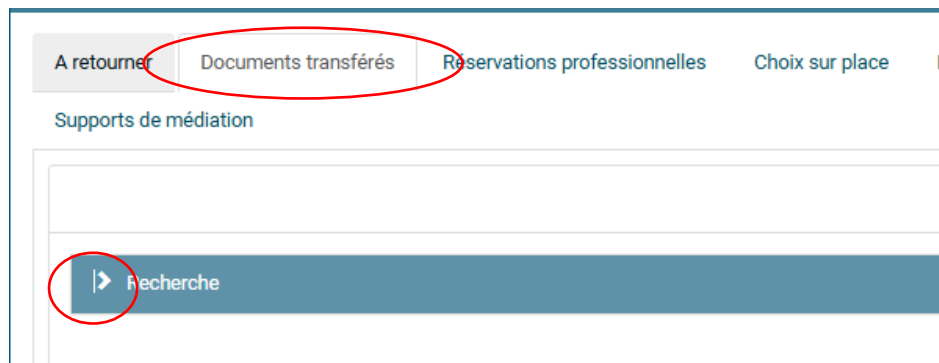 A retourner Documents transférés Réservations professionnelles Choix sur place
Supports de médiation
Recherche